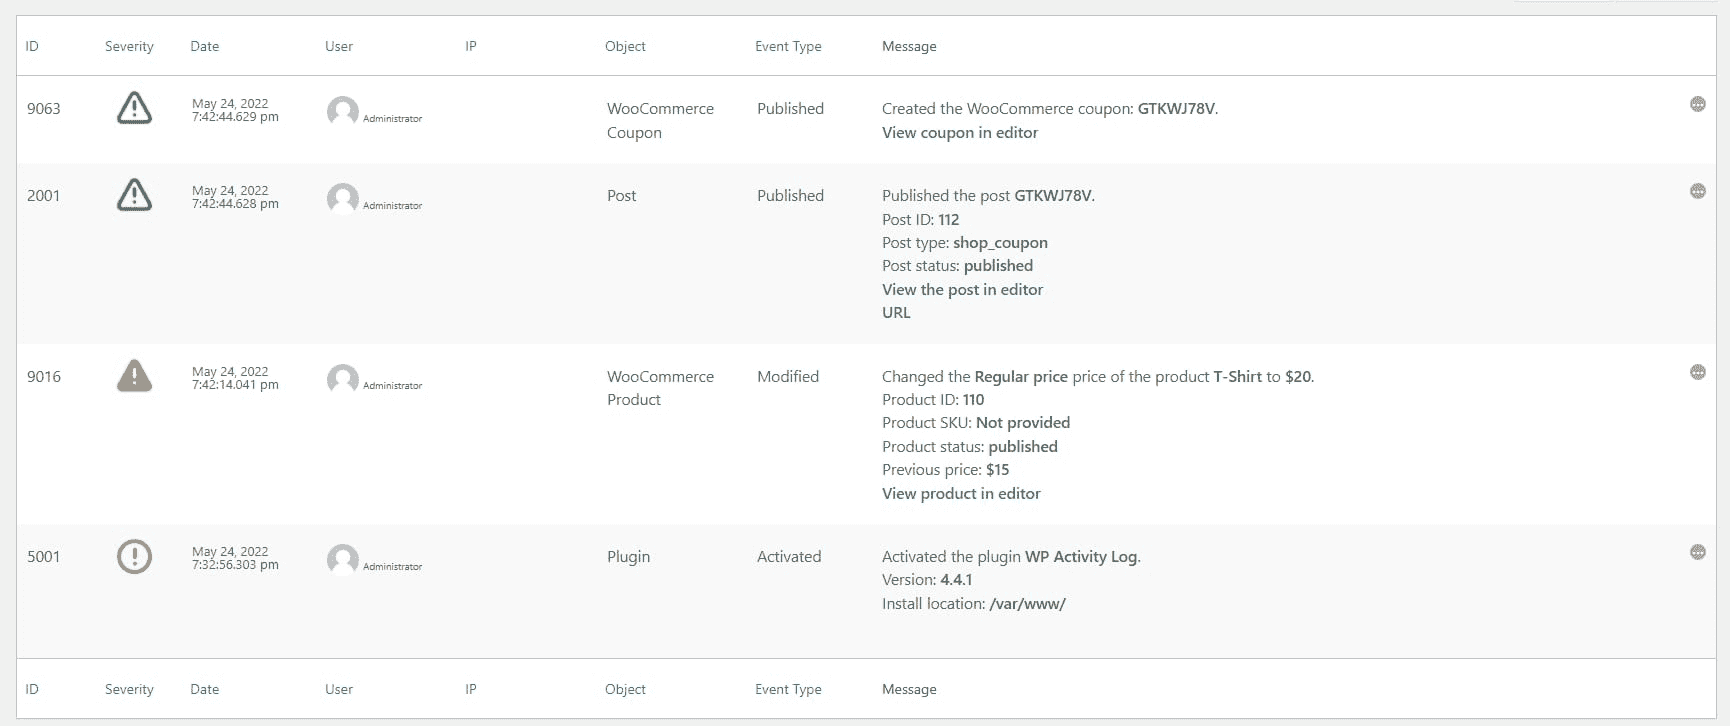 ID Severity Date User IP Object Event Type Message
9063 May 24, 2022 Administrator WooCommerce Published Created the WooCommerce coupon: GTKWJ78V.
7:42:44.629 pm Coupon View coupon in editor
2001 May 24, 2022 Administrator Post Published Published the post GTKWJ78V.
7:42:44.628 pm Post ID: 112
Post type: shop_coupon
Post status: published
View the post in editor
URL
9016 May 24, 2022 Administrator WooCommerce Modified Changed the Regular price price of the product T-Shirt to $20.
7:42:14.041 pm Product Product ID: 110
Product SKU: Not provided
Product status: published
Previous price: $15
View product in editor
5001 May 24, 2022 Administrator Plugin Activated Activated the plugin WP Activity Log.
7:32:56.303 pm Version: 4.4.1
Install location: /var/www/
ID Severity Date User IP Object Event Type Message